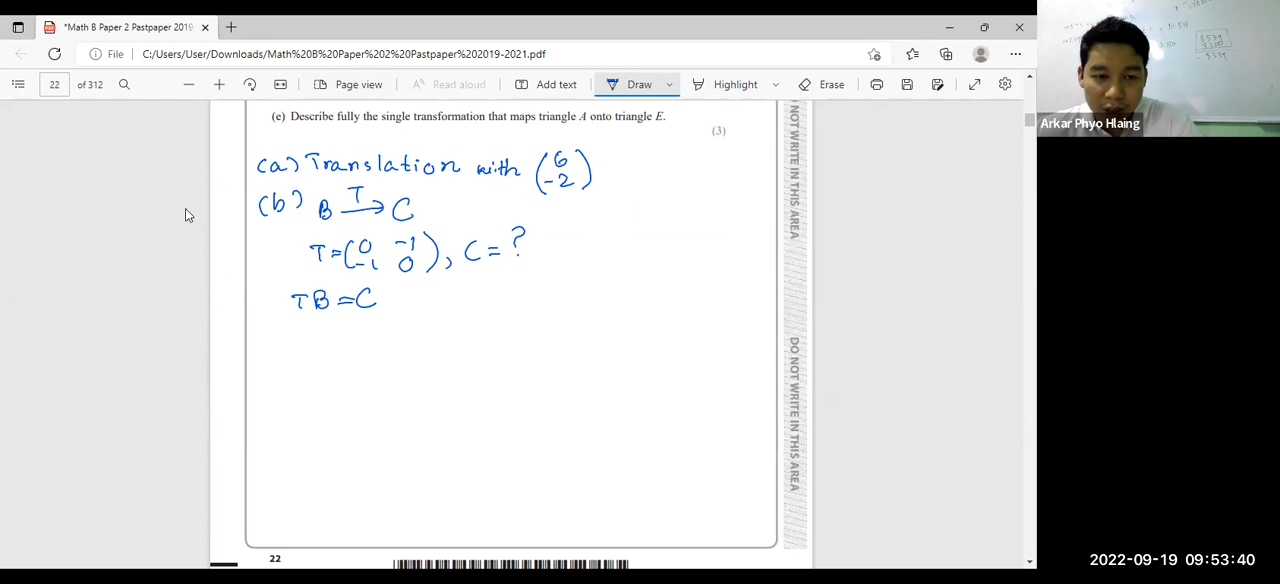 *Math B Paper 2 Pastpaper 2019
File C:/Users/User/Downloads/Math%20B%20Paper%202%20Pastpaper%202019-2021.pdf
22 of 312 Page view Read aloud Add text Draw Highlight Erase
(e) Describe fully the single transformation that maps triangle A onto triangle E.
(3)
(a) Translation with (6 -2)
(b) B T→ C
T = (0 -1 -1 0), C = ?
TB = C
DO NOT WRITE IN THIS AREA
NOT WRITE IN THIS AREA
22
Arkar Phyo Hlaing
2022-09-19 09:53:40